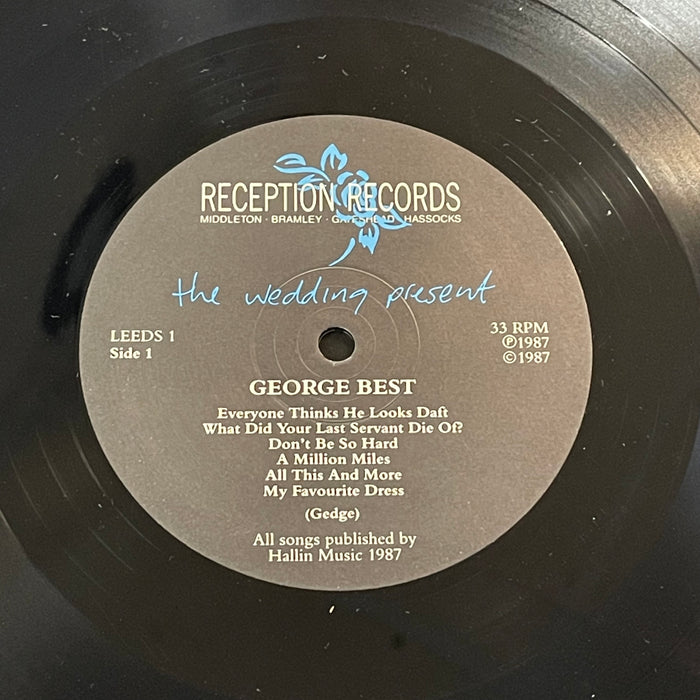 RECEPTION RECORDS
MIDDLETON · BRAMLEY · GATESHEAD · HASSOCKS
the wedding present
LEEDS 1
Side 1
33 RPM
℗1987
©1987
GEORGE BEST
Everyone Thinks He Looks Daft
What Did Your Last Servant Die Of?
Don't Be So Hard
A Million Miles
All This And More
My Favourite Dress
(Gedge)
All songs published by
Hallin Music 1987